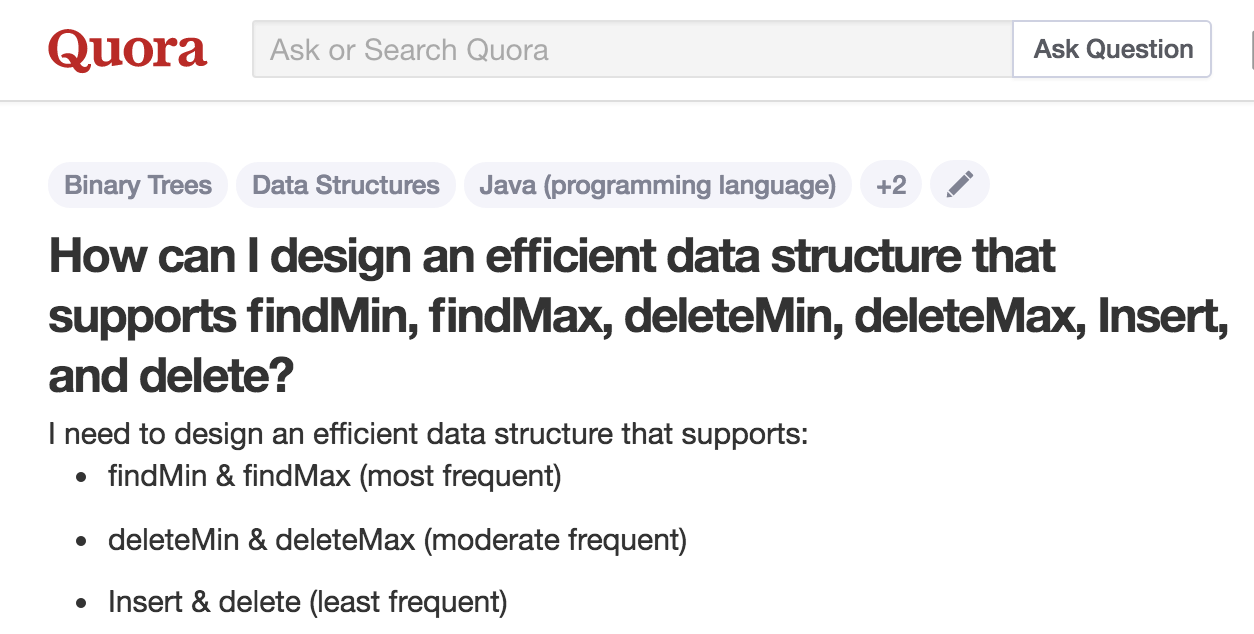 Quora
Ask or Search Quora
Ask Question
Binary Trees
Data Structures
Java (programming language)
+2
How can I design an efficient data structure that
supports findMin, findMax, deleteMin, deleteMax, Insert,
and delete?
I need to design an efficient data structure that supports:
• findMin & findMax (most frequent)
• deleteMin & deleteMax (moderate frequent)
• Insert & delete (least frequent)